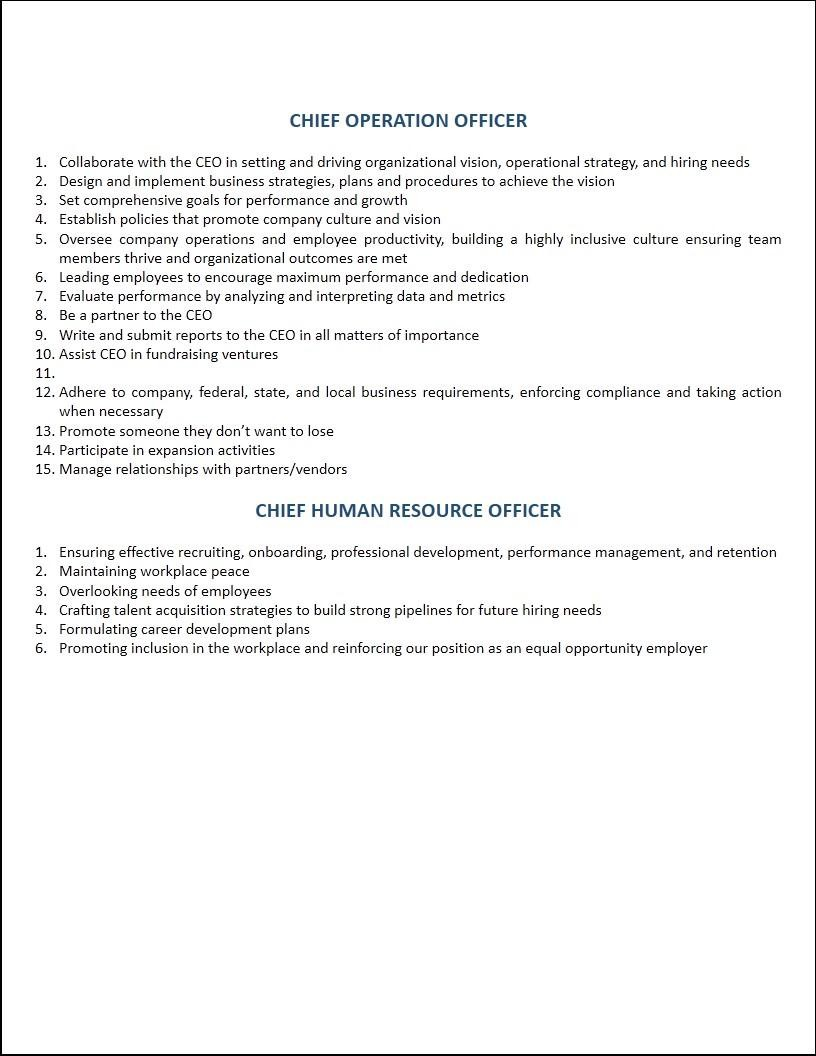 CHIEF OPERATION OFFICER
1. Collaborate with the CEO in setting and driving organizational vision, operational strategy, and hiring needs
2. Design and implement business strategies, plans and procedures to achieve the vision
3. Set comprehensive goals for performance and growth
4. Establish policies that promote company culture and vision
5. Oversee company operations and employee productivity, building a highly inclusive culture ensuring team
members thrive and organizational outcomes are met
6. Leading employees to encourage maximum performance and dedication
7. Evaluate performance by analyzing and interpreting data and metrics
8. Be a partner to the CEO
9. Write and submit reports to the CEO in all matters of importance
10. Assist CEO in fundraising ventures
11.
12. Adhere to company, federal, state, and local business requirements, enforcing compliance and taking action
when necessary
13. Promote someone they don’t want to lose
14. Participate in expansion activities
15. Manage relationships with partners/vendors
CHIEF HUMAN RESOURCE OFFICER
1. Ensuring effective recruiting, onboarding, professional development, performance management, and retention
2. Maintaining workplace peace
3. Overlooking needs of employees
4. Crafting talent acquisition strategies to build strong pipelines for future hiring needs
5. Formulating career development plans
6. Promoting inclusion in the workplace and reinforcing our position as an equal opportunity employer